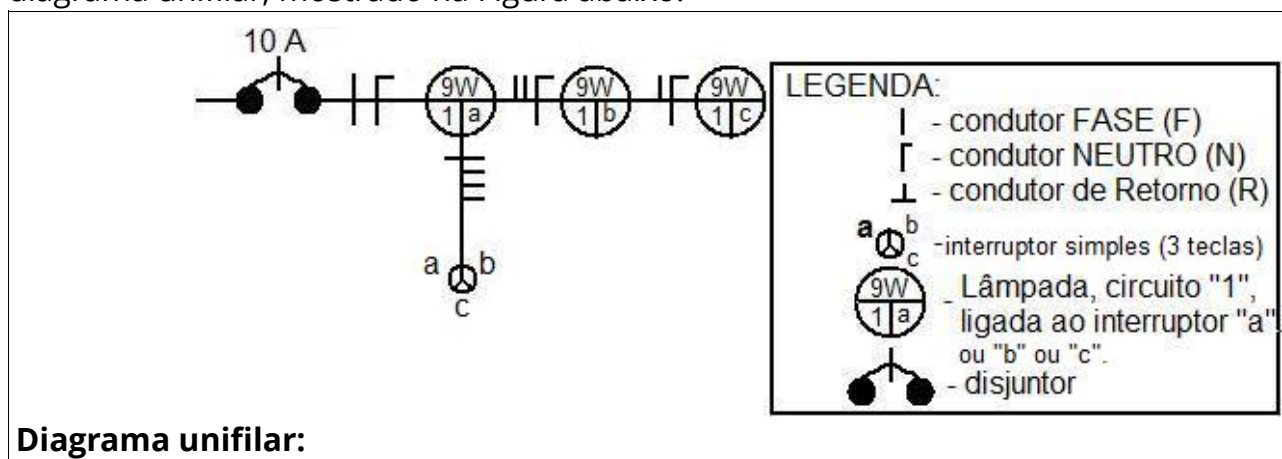 diagrama unifilar, mostrado na Figura abaixo:
10 A
9W
1 a
9W
1 b
9W
1 c
a b
c
LEGENDA:
- condutor FASE (F)
- condutor NEUTRO (N)
- condutor de Retorno (R)
a b
c
-interruptor simples (3 teclas)
9W
1 a
- Lâmpada, circuito "1",
ligada ao interruptor "a".
ou "b" ou "c".
- disjuntor
Diagrama unifilar: